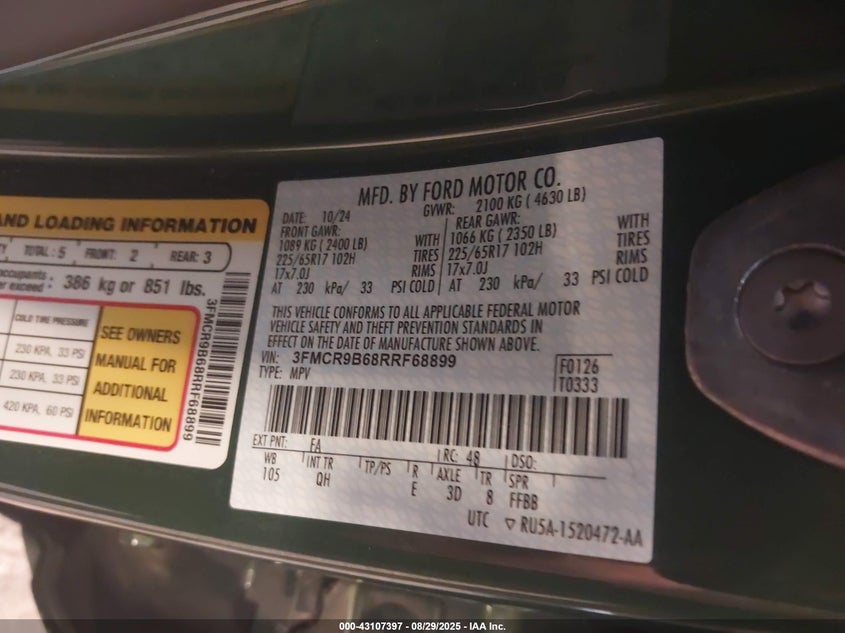 AND LOADING INFORMATION
TOTAL : 5 FRONT: 2 REAR: 3
occupants
exceed : 386 kg or 851 lbs.
COLD TIRE PRESSURE
230 KPA, 33 PSI
230 KPA, 33 PSI
420 KPA, 60 PSI
SEE OWNERS
MANUAL FOR
ADDITIONAL
INFORMATION
3FMCR9B68RRF68899
MFD. BY FORD MOTOR CO.
DATE: 10/24 GVWR: 2100 KG ( 4630 LB)
FRONT GAWR: REAR GAWR:
1089 KG ( 2400 LB) WITH 1066 KG ( 2350 LB) WITH
225/65R17 102H TIRES 225/65R17 102H TIRES
17x7.0J RIMS 17x7.0J RIMS
AT 230 kPa/ 33 PSI COLD AT 230 kPa/ 33 PSI COLD
THIS VEHICLE CONFORMS TO ALL APPLICABLE FEDERAL MOTOR
VEHICLE SAFETY AND THEFT PREVENTION STANDARDS IN
EFFECT ON THE DATE OF MANUFACTURE SHOWN ABOVE.
VIN: 3FMCR9B68RRF68899 F0126
TYPE: MPV T0333
EXT PNT: FA RC: 48 DSO:
WB INT TR TP/PS R AXLE TR SPR
105 QH E 3D 8 FFBB
UTC ▽ RU5A-1520472-AA
000-43107397 - 08/29/2025 - IAA Inc.